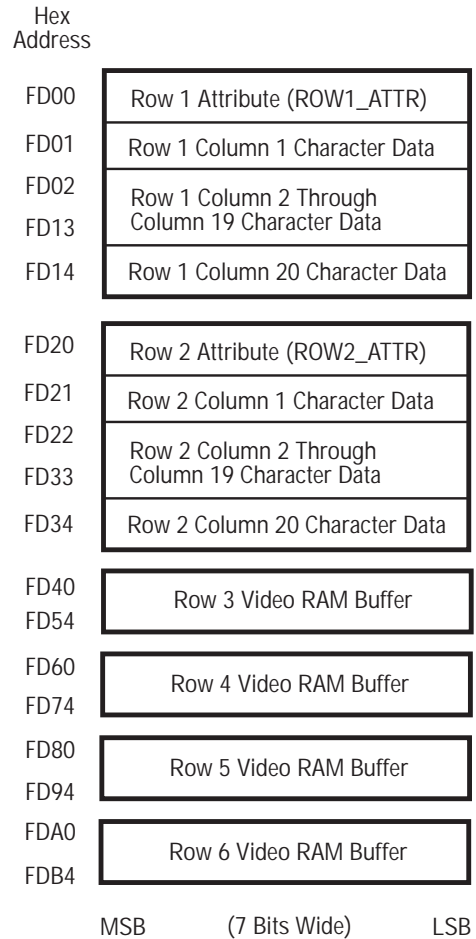 Hex
Address
FD00 Row 1 Attribute (ROW1_ATTR)
FD01 Row 1 Column 1 Character Data
FD02 Row 1 Column 2 Through
FD13 Column 19 Character Data
FD14 Row 1 Column 20 Character Data
FD20 Row 2 Attribute (ROW2_ATTR)
FD21 Row 2 Column 1 Character Data
FD22 Row 2 Column 2 Through
FD33 Column 19 Character Data
FD34 Row 2 Column 20 Character Data
FD40
Row 3 Video RAM Buffer
FD54
FD60
Row 4 Video RAM Buffer
FD74
FD80
Row 5 Video RAM Buffer
FD94
FDA0
Row 6 Video RAM Buffer
FDB4
MSB (7 Bits Wide) LSB